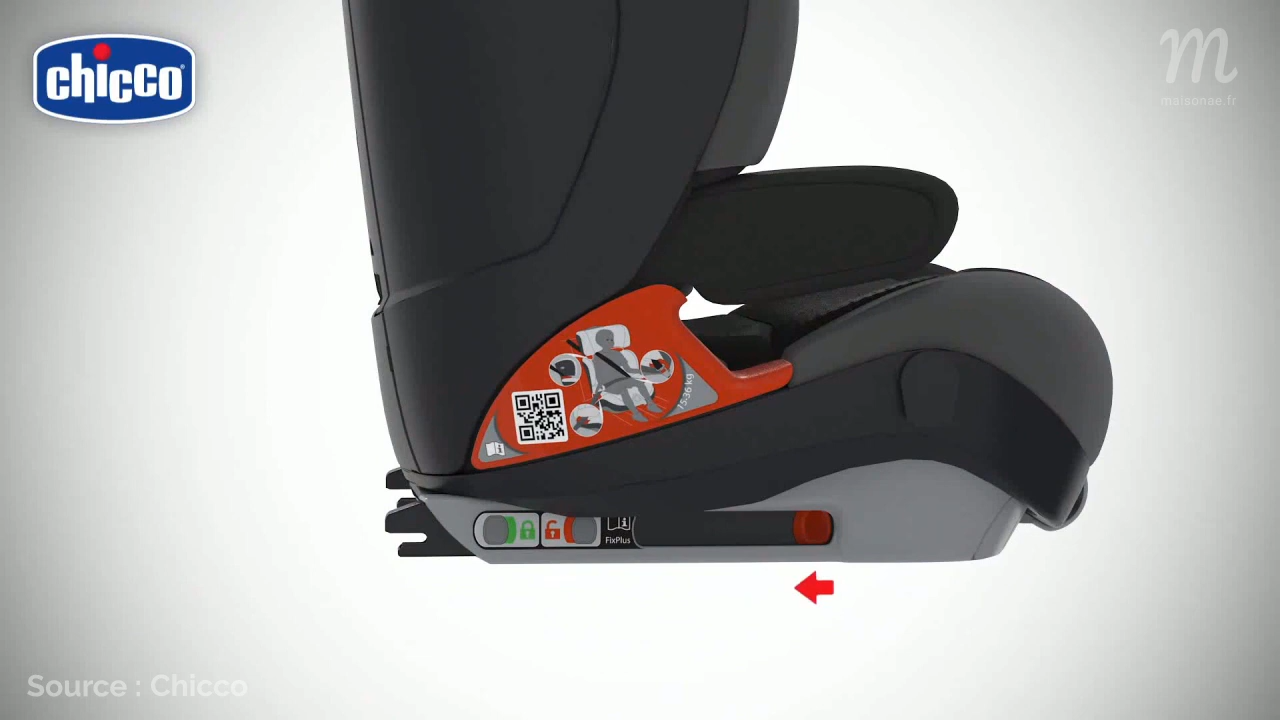 chicco
m
maisonae.fr
15-36 kg
FixPlus
Source : Chicco